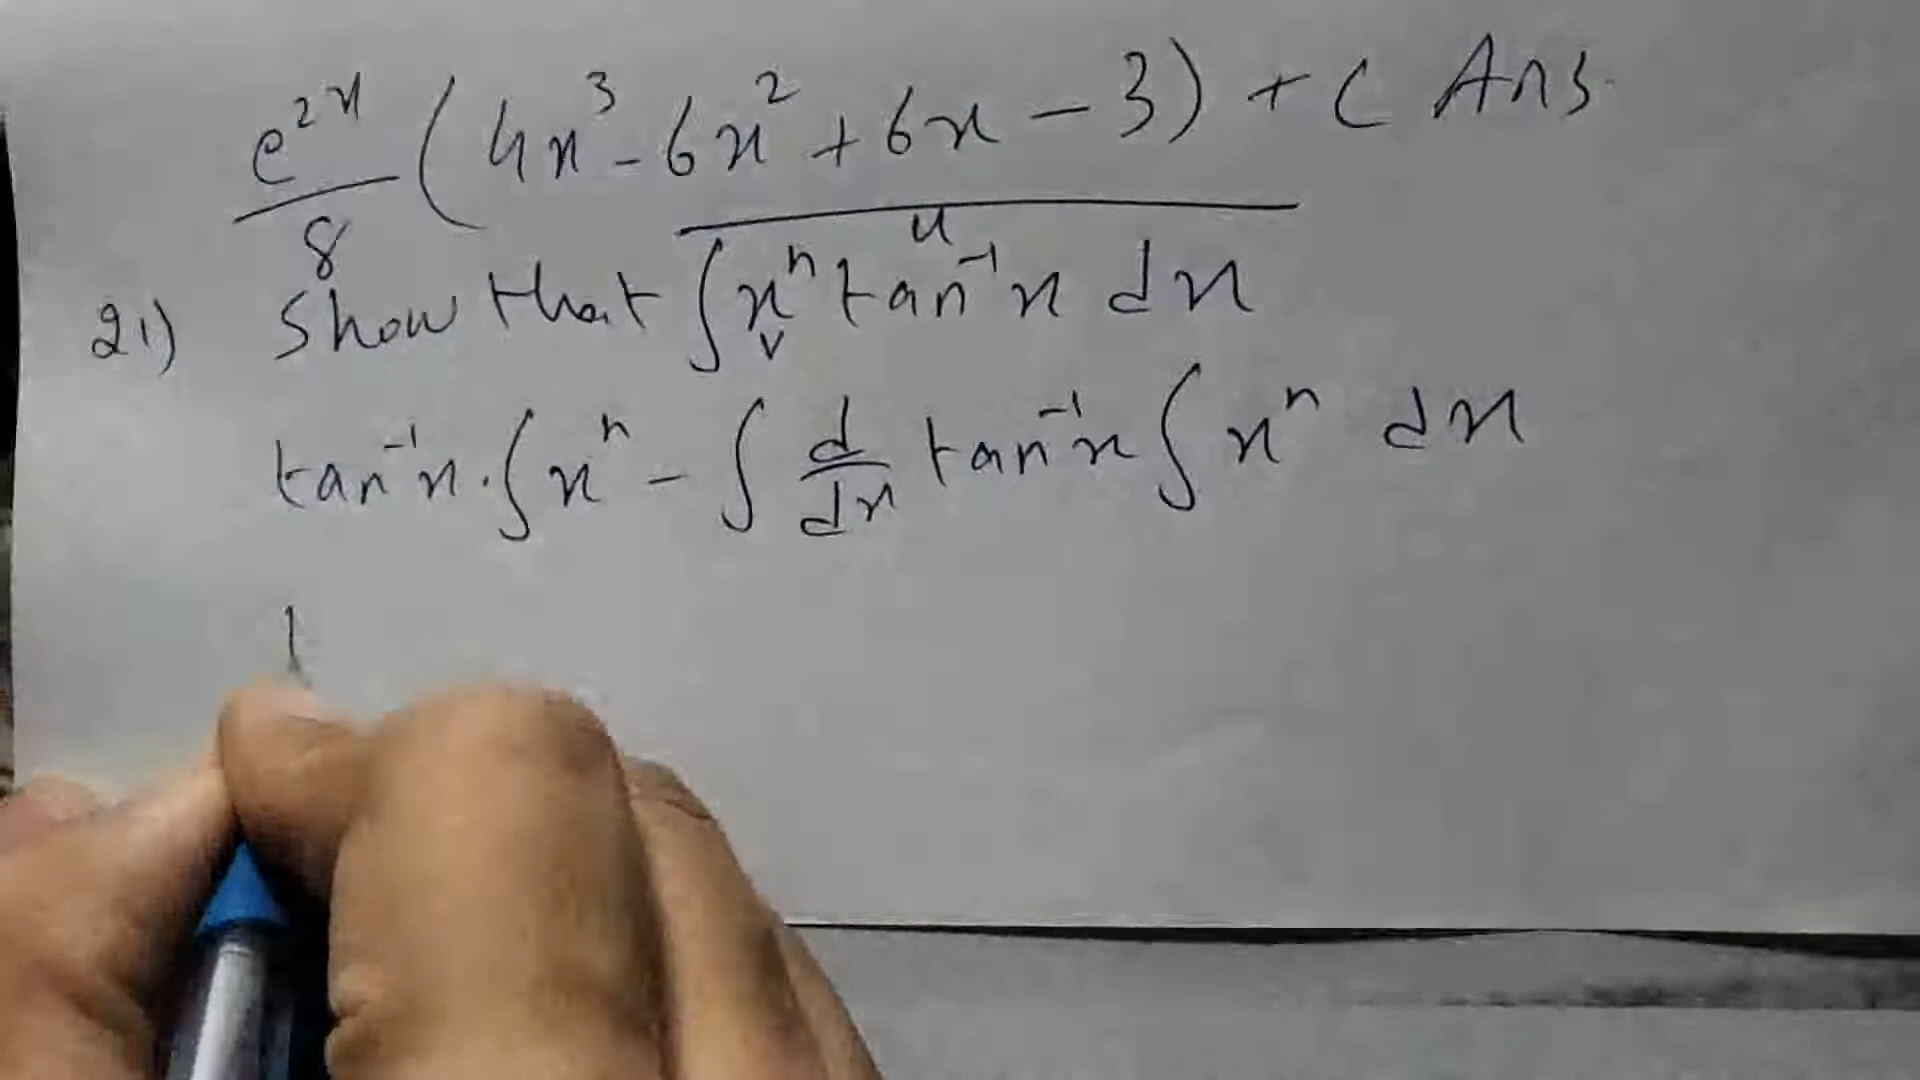 e^2x/8 (4x^3 - 6x^2 + 6x - 3) + C Ans.
21) Show that ∫ x^n tan^-1 x dx
u
v
tan^-1 x . ∫ x^n - ∫ d/dx tan^-1 x ∫ x^n dx